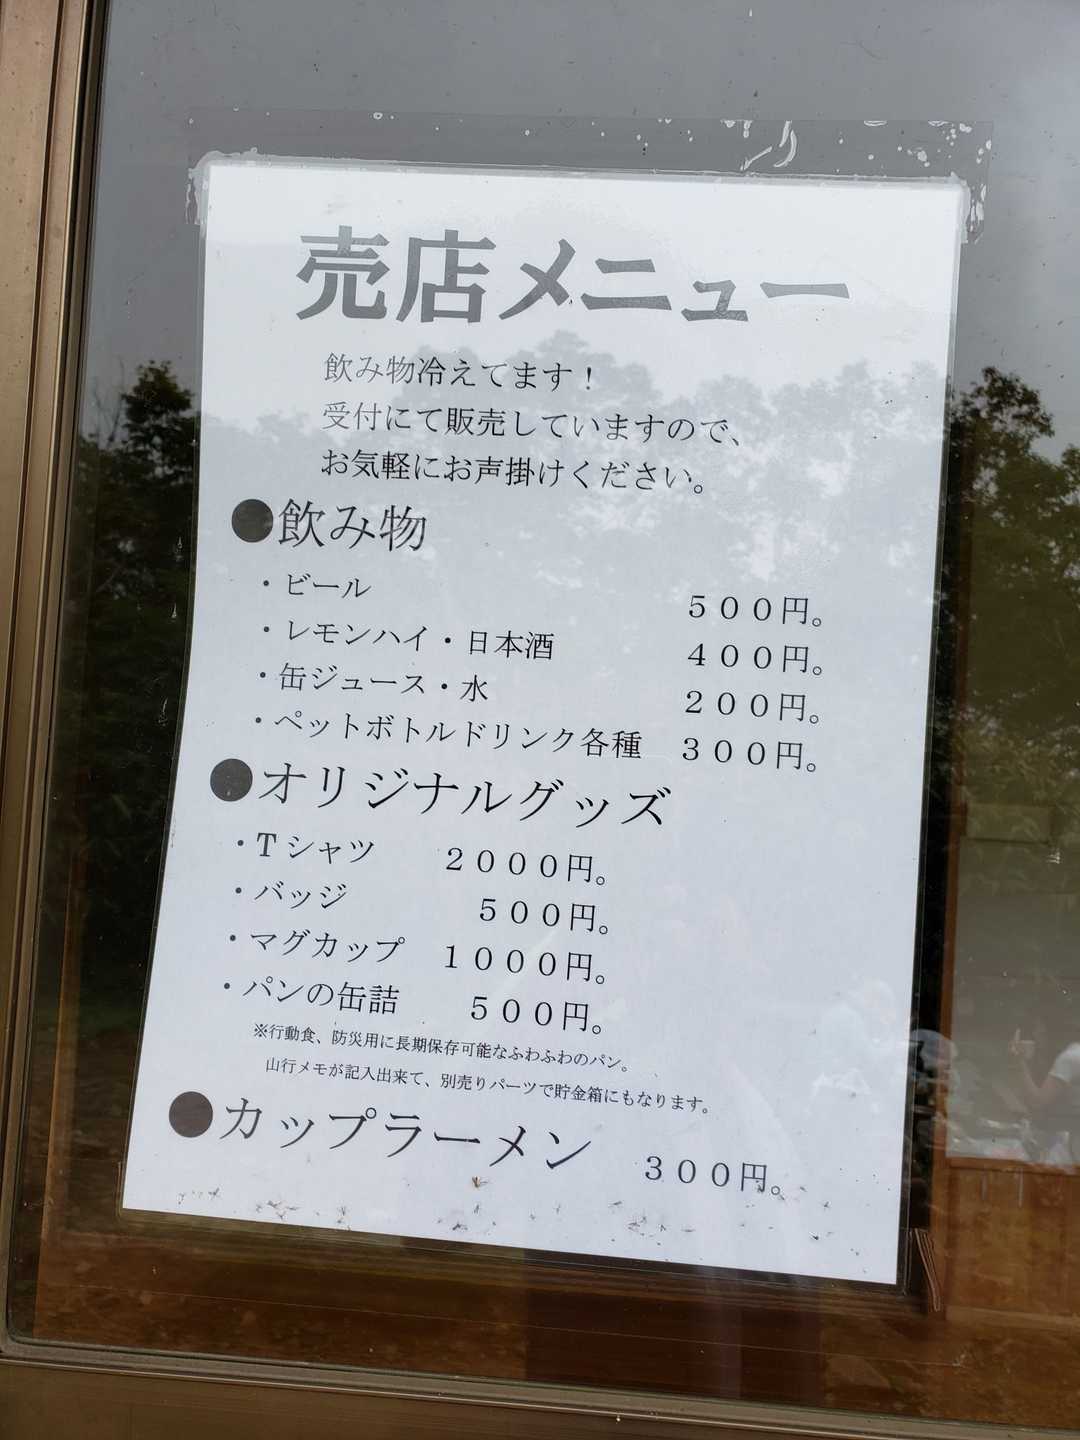 売店メニュー
飲み物冷えてます！
受付にて販売していますので、
お気軽にお声掛けください。
●飲み物
・ビール　５００円。
・レモンハイ・日本酒　４００円。
・缶ジュース・水　２００円。
・ペットボトルドリンク各種　３００円。
●オリジナルグッズ
・Tシャツ　２０００円。
・バッジ　５００円。
・マグカップ　１０００円。
・パンの缶詰　５００円。
※行動食、防災用に長期保存可能なふわふわのパン。
山行メモが記入出来て、別売りパーツで貯金箱にもなります。
●カップラーメン　３００円。